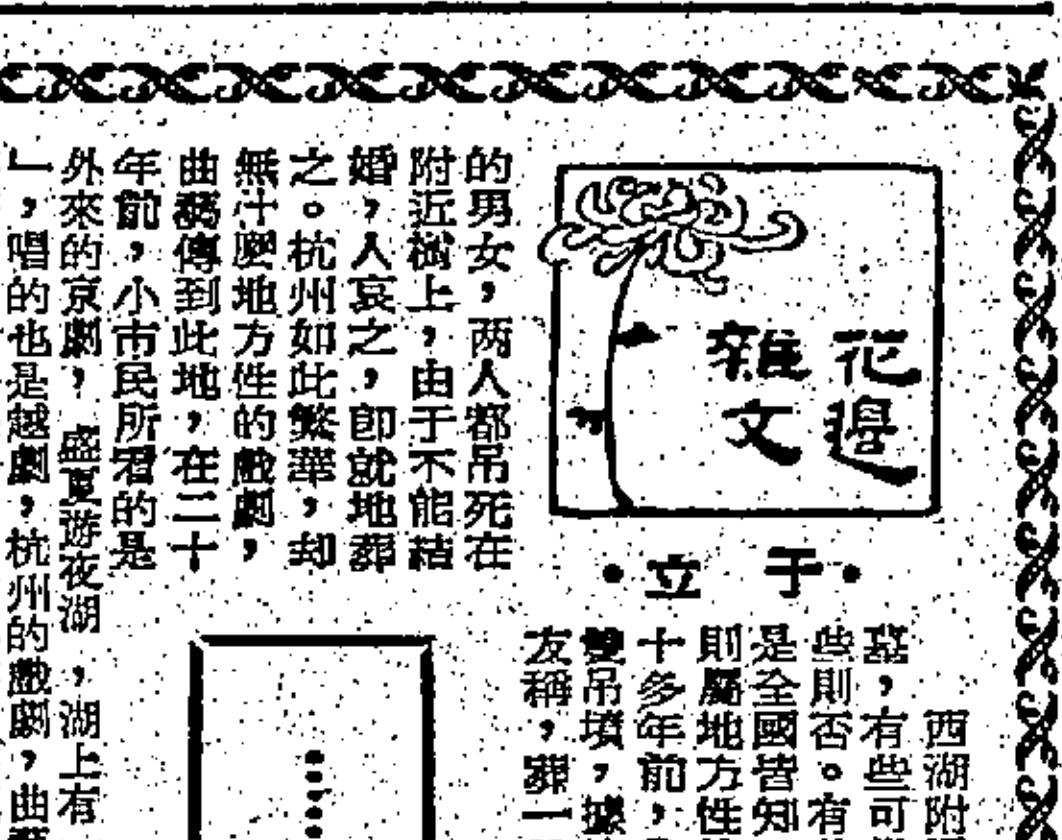 花邊
雜文
·于立·
西湖附
墓，有些可
些則否。有
是全國皆知
則屬地方性
十多年前，
雙吊墳，據
友稱，葬一
的男女，两人都吊死在
附近樹上，由于不能結
婚，人哀之，即就地葬
之。杭州如此繁華，却
無什麼地方性的戲劇，
曲藝傳到此地，在二十
年前，小市民所看的是
外來的京劇，盛夏游夜湖，湖上有
」，唱的也是越劇，杭州的戲劇，曲藝